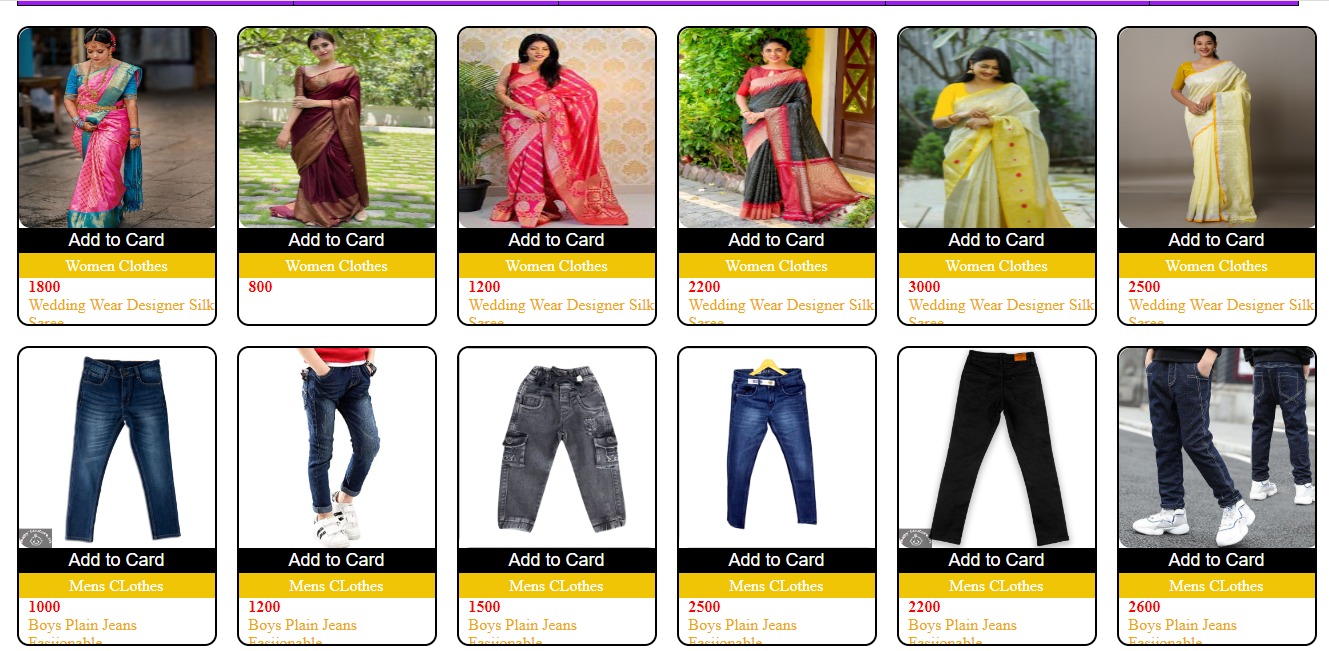 Add to Card Add to Card Add to Card Add to Card Add to Card Add to Card
Women Clothes Women Clothes Women Clothes Women Clothes Women Clothes Women Clothes
1800 800 1200 2200 3000 2500
Wedding Wear Designer Silk Wedding Wear Designer Silk Wedding Wear Designer Silk Wedding Wear Designer Silk Wedding Wear Designer Silk
Saree Saree Saree Saree Saree
Add to Card Add to Card Add to Card Add to Card Add to Card Add to Card
Mens CLothes Mens CLothes Mens CLothes Mens CLothes Mens CLothes Mens CLothes
1000 1200 1500 2500 2200 2600
Boys Plain Jeans Boys Plain Jeans Boys Plain Jeans Boys Plain Jeans Boys Plain Jeans Boys Plain Jeans
Fasiionable Fasiionable Fasiionable Fasiionable Fasiionable Fasiionable